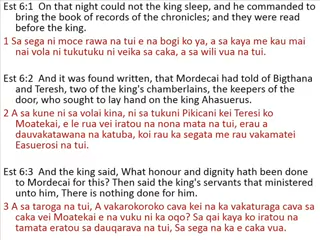 Est 6:1   On that night could not the king sleep, and he commanded to
bring the book of records of the chronicles; and they were read
before the king.
1 Sa sega ni moce rawa na tui e na bogi ko ya, a sa kaya me kau mai
nai vola ni tukutuku ni veika sa caka, a sa wili vua na tui.
Est 6:2   And it was found written, that Mordecai had told of Bigthana
and Teresh, two of the king's chamberlains, the keepers of the
door, who sought to lay hand on the king Ahasuerus.
2 A sa kune ni sa volai kina, ni sa tukuni Pikicani kei Teresi ko
Moatekai, e le rua vei iratou na nona mata na tui, erau a
dauvakatawana na katuba, koi rau ka segata me rau vakamatei
Easuerosi na tui.
Est 6:3   And the king said, What honour and dignity hath been done
to Mordecai for this? Then said the king's servants that ministered
unto him, There is nothing done for him.
3 A sa taroga na tui, A vakarokoroko cava kei na ka vakaturaga cava sa
caka vei Moatekai e na vuku ni ka oqo? Sa qai kaya ko iratou na
tamata eratou sa dauqarava na tui, Sa sega na ka e caka vua.